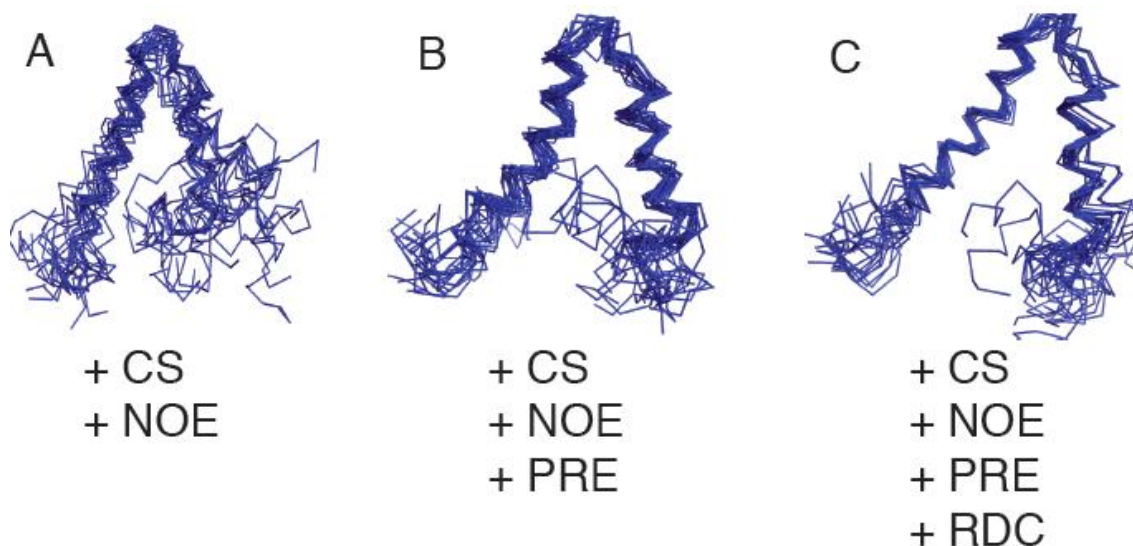 A
B
C
+ CS
+ NOE
+ CS
+ NOE
+ PRE
+ CS
+ NOE
+ PRE
+ RDC